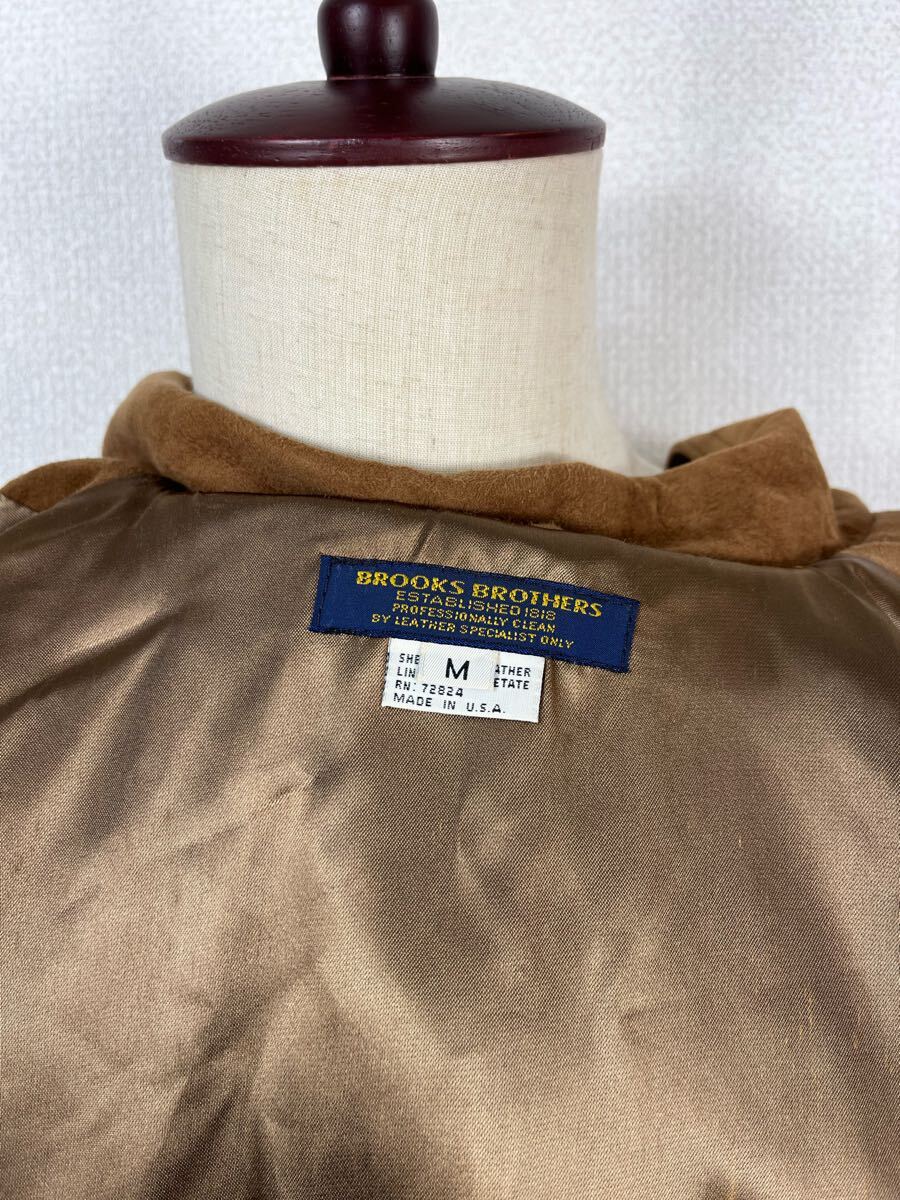 BROOKS BROTHERS
ESTABLISHED 1818
PROFESSIONALLY CLEAN
BY LEATHER SPECIALIST ONLY
M
RN: 72824
MADE IN U.S.A.